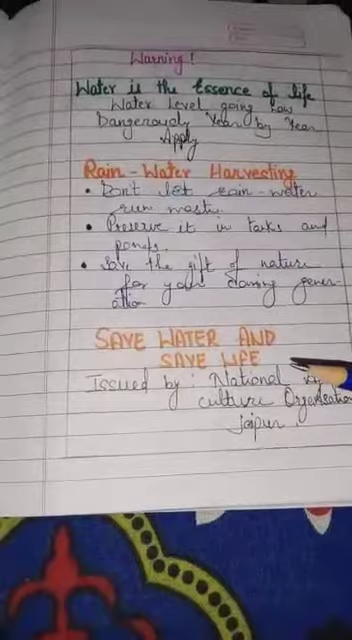 Warning!
Water is the Essence of life
Water Level going low
Dangerously Year by Year
Apply
Rain-Water Harvesting
• Don't let rain-water
run waste.
• Preserve it in tanks and
ponds.
• Save the gift of nature
for your coming gener-
ation
SAVE WATER AND
SAVE LIFE
Issued by: National
culture Organisation
Jaipur.